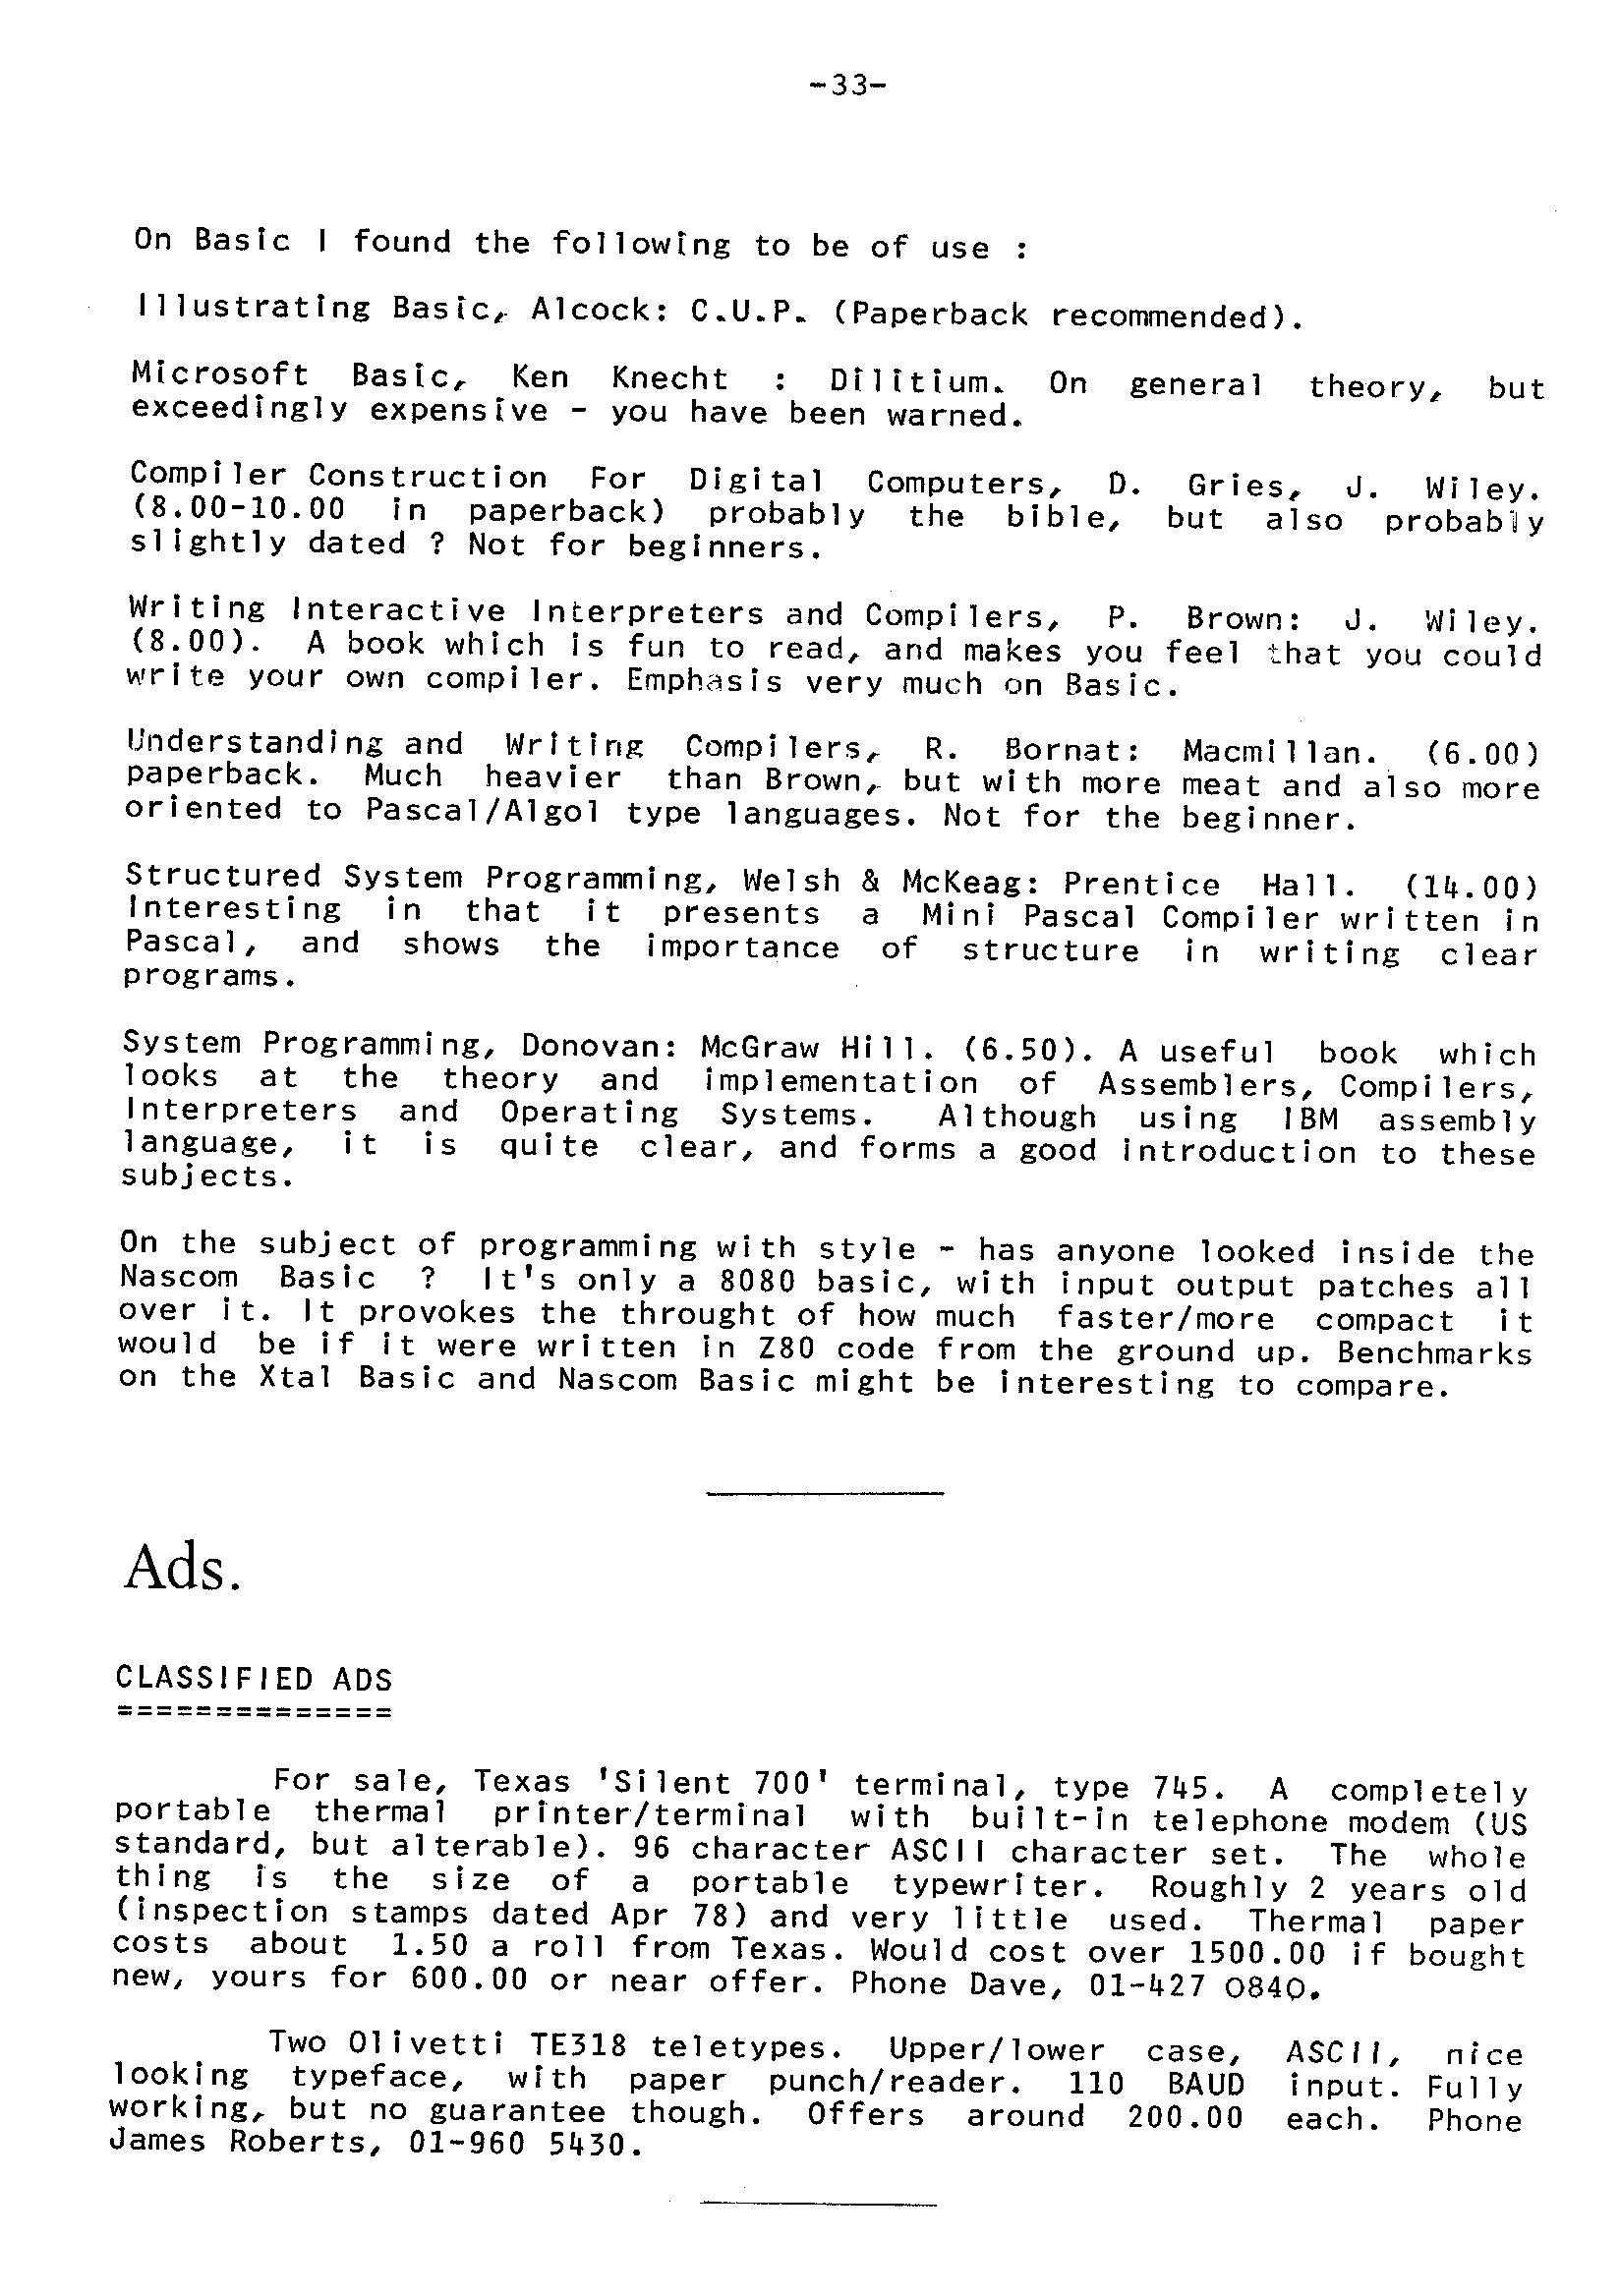 -33-
On Basic I found the following to be of use :
Illustrating Basic, Alcock: C.U.P. (Paperback recommended).
Microsoft Basic, Ken Knecht : Dilitium. On general theory, but
exceedingly expensive - you have been warned.
Compiler Construction For Digital Computers, D. Gries, J. Wiley.
(8.00-10.00 in paperback) probably the bible, but also probably
slightly dated ? Not for beginners.
Writing Interactive Interpreters and Compilers, P. Brown: J. Wiley.
(8.00). A book which is fun to read, and makes you feel that you could
write your own compiler. Emphasis very much on Basic.
Understanding and Writing Compilers, R. Bornat: Macmillan. (6.00)
paperback. Much heavier than Brown, but with more meat and also more
oriented to Pascal/Algol type languages. Not for the beginner.
Structured System Programming, Welsh & McKeag: Prentice Hall. (14.00)
Interesting in that it presents a Mini Pascal Compiler written in
Pascal, and shows the importance of structure in writing clear
programs.
System Programming, Donovan: McGraw Hill. (6.50). A useful book which
looks at the theory and implementation of Assemblers, Compilers,
Interpreters and Operating Systems. Although using IBM assembly
language, it is quite clear, and forms a good introduction to these
subjects.
On the subject of programming with style - has anyone looked inside the
Nascom Basic ? It's only a 8080 basic, with input output patches all
over it. It provokes the throught of how much faster/more compact it
would be if it were written in Z80 code from the ground up. Benchmarks
on the Xtal Basic and Nascom Basic might be interesting to compare.
Ads.
CLASSIFIED ADS
==============
For sale, Texas 'Silent 700' terminal, type 745. A completely
portable thermal printer/terminal with built-in telephone modem (US
standard, but alterable). 96 character ASCII character set. The whole
thing is the size of a portable typewriter. Roughly 2 years old
(inspection stamps dated Apr 78) and very little used. Thermal paper
costs about 1.50 a roll from Texas. Would cost over 1500.00 if bought
new, yours for 600.00 or near offer. Phone Dave, 01-427 0840.
Two Olivetti TE318 teletypes. Upper/lower case, ASCII, nice
looking typeface, with paper punch/reader. 110 BAUD input. Fully
working, but no guarantee though. Offers around 200.00 each. Phone
James Roberts, 01-960 5430.